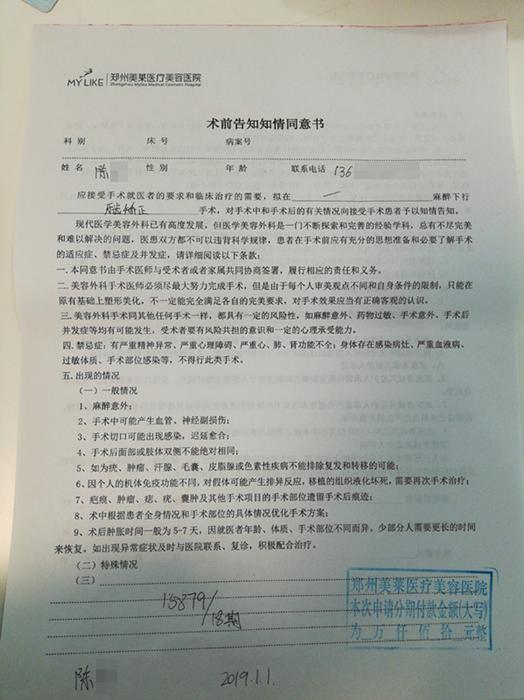 MYLIKE 郑州美莱医疗美容医院
Zhengzhou Mylike Medical Cosmetic Hospital
术前告知知情同意书
科 别 床 号 病案号
姓 名 陈 性 别 年 龄 联系电话 136
应接受手术就医者的要求和临床治疗的需要，拟在 一 麻醉下行
矫正 手术，对手术中和手术后的有关情况向接受手术患者予以知情告知。
现代医学美容外科已有高度发展，但医学美容外科是一门不断探索和完善的经验学科，总有不尽完美
和难以解决的问题，医患双方都不可以违背科学规律，患者在手术前应有充分的思想准备和必要了解手术
的适应症、禁忌症及并发症，请详细阅读以下条款：
一.本同意书由手术医师与受术者或者家属共同协商签署，履行相应的责任和义务。
二.美容外科手术医师必须尽最大努力完成手术，但是由于每个人审美观点不同和自身条件的限制，只能在
原有基础上塑形美化，不一定能完全满足各自的完美要求，对手术效果应当有正确客观的认识。
三.美容外科手术同其他任何手术一样，都具有一定的风险性，如麻醉意外、药物过敏、手术意外、手术后
并发症等均有可能发生，受术者要有风险共担的意识和一定的心理承受能力。
四.禁忌症：有严重精神异常、严重心理障碍、严重心、肺、肾功能不全；身体存在感染病灶、严重血液病、
过敏体质、手术部位感染等，不得行此类手术。
五.出现的情况
（一）一般情况
1、麻醉意外；
2、手术中可能产生血管、神经副损伤；
3、手术切口可能出现感染，迟延愈合；
4、手术后面部或肢体双侧不能绝对相同；
5、如为疣、肿瘤、汗腺、毛囊、皮脂腺或色素性疾病不能排除复发和转移的可能；
6、因个人的机体免疫功能不同，对假体可能产生排异反应，移植的组织液化坏死，需要再次手术治疗；
7、疤痕、肿瘤、痣、疣、囊肿及其他手术项目的手术部位遗留手术后痕迹；
8、术中根据患者全身情况和手术部位的具体情况优化手术方案；
9、术后肿胀时间一般为5-7天，因就医者年龄、体质、手术部位不同而异。少部分人需要更长的时间
来恢复。如出现异常症状及时与医院联系、复诊，积极配合治疗。
（二）特殊情况
（三）
15879/18期
郑州美莱医疗美容医院
本次申请分期付款金额(大写)
为 万 仟 佰 拾 元整
陈 2019.1.1.